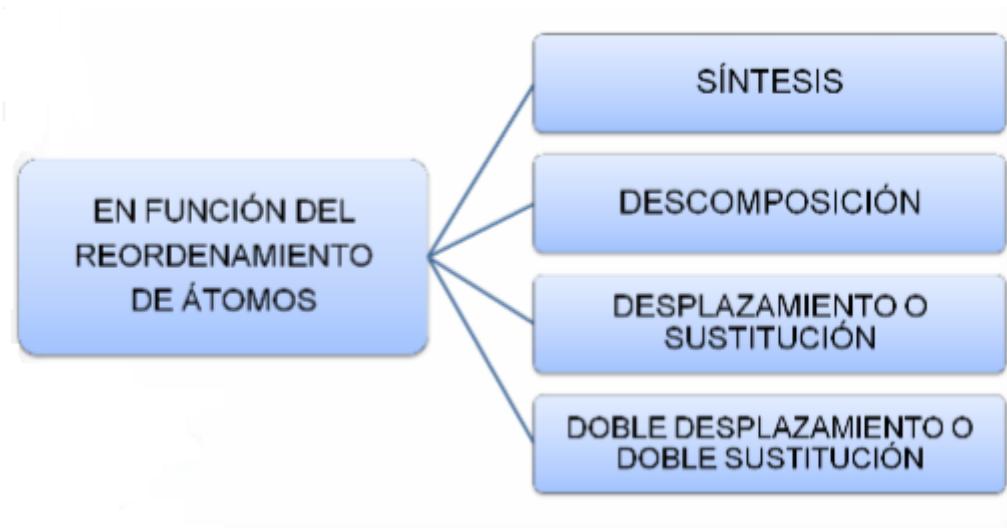 EN FUNCIÓN DEL
REORDENAMIENTO
DE ÁTOMOS
SÍNTESIS
DESCOMPOSICIÓN
DESPLAZAMIENTO O
SUSTITUCIÓN
DOBLE DESPLAZAMIENTO O
DOBLE SUSTITUCIÓN